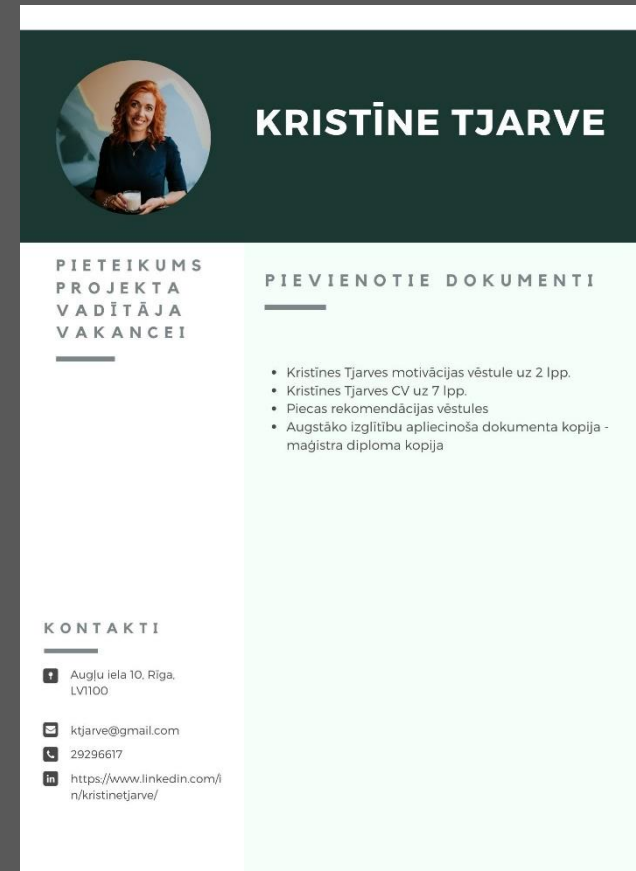 KRISTĪNE TJARVE
PIETEIKUMS
PROJEKTA
VADĪTĀJA
VAKANCEI
PIEVIENOTIE DOKUMENTI
• Kristīnes Tjarves motivācijas vēstule uz 2 lpp.
• Kristīnes Tjarves CV uz 7 lpp.
• Piecas rekomendācijas vēstules
• Augstāko izglītību apliecinoša dokumenta kopija -
maģistra diploma kopija
KONTAKTI
Augļu iela 10, Rīga,
LV1100
ktjarve@gmail.com
29296617
in https://www.linkedin.com/i
n/kristinetjarve/